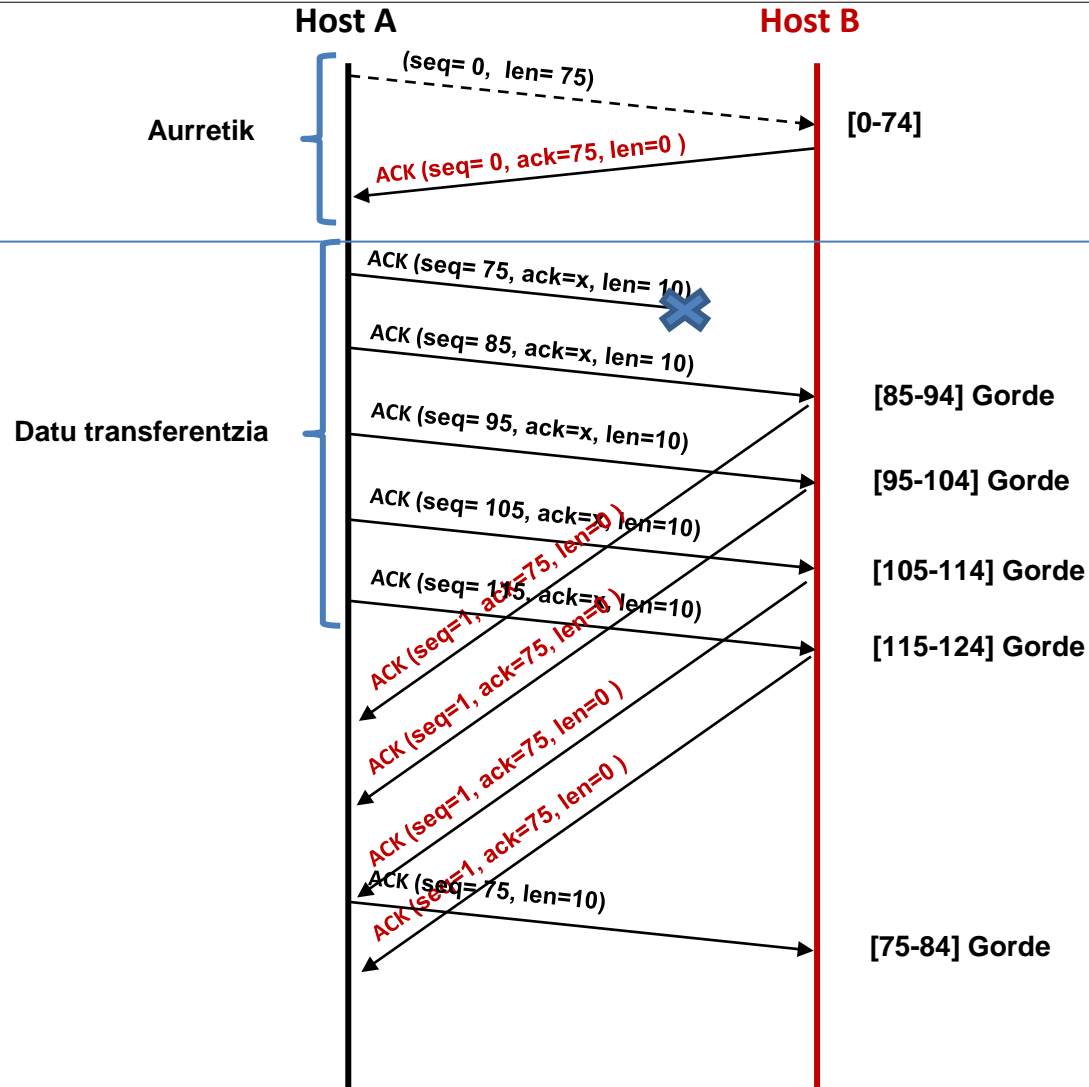 Host A
Host B
(seq= 0,  len= 75)
Aurretik
[0-74]
ACK (seq= 0, ack=75, len=0 )
ACK (seq= 75, ack=x, len= 10)
ACK (seq= 85, ack=x, len= 10)
[85-94] Gorde
Datu transferentzia
ACK (seq= 95, ack=x, len=10)
[95-104] Gorde
ACK (seq= 105, ack=x, len=10)
[105-114] Gorde
ACK (seq= 115, ack=x, len=10)
[115-124] Gorde
ACK (seq=1, ack=75, len=0 )
ACK (seq=1, ack=75, len=0 )
ACK (seq=1, ack=75, len=0 )
ACK (seq=1, ack=75, len=0 )
ACK (seq= 75, len=10)
[75-84] Gorde